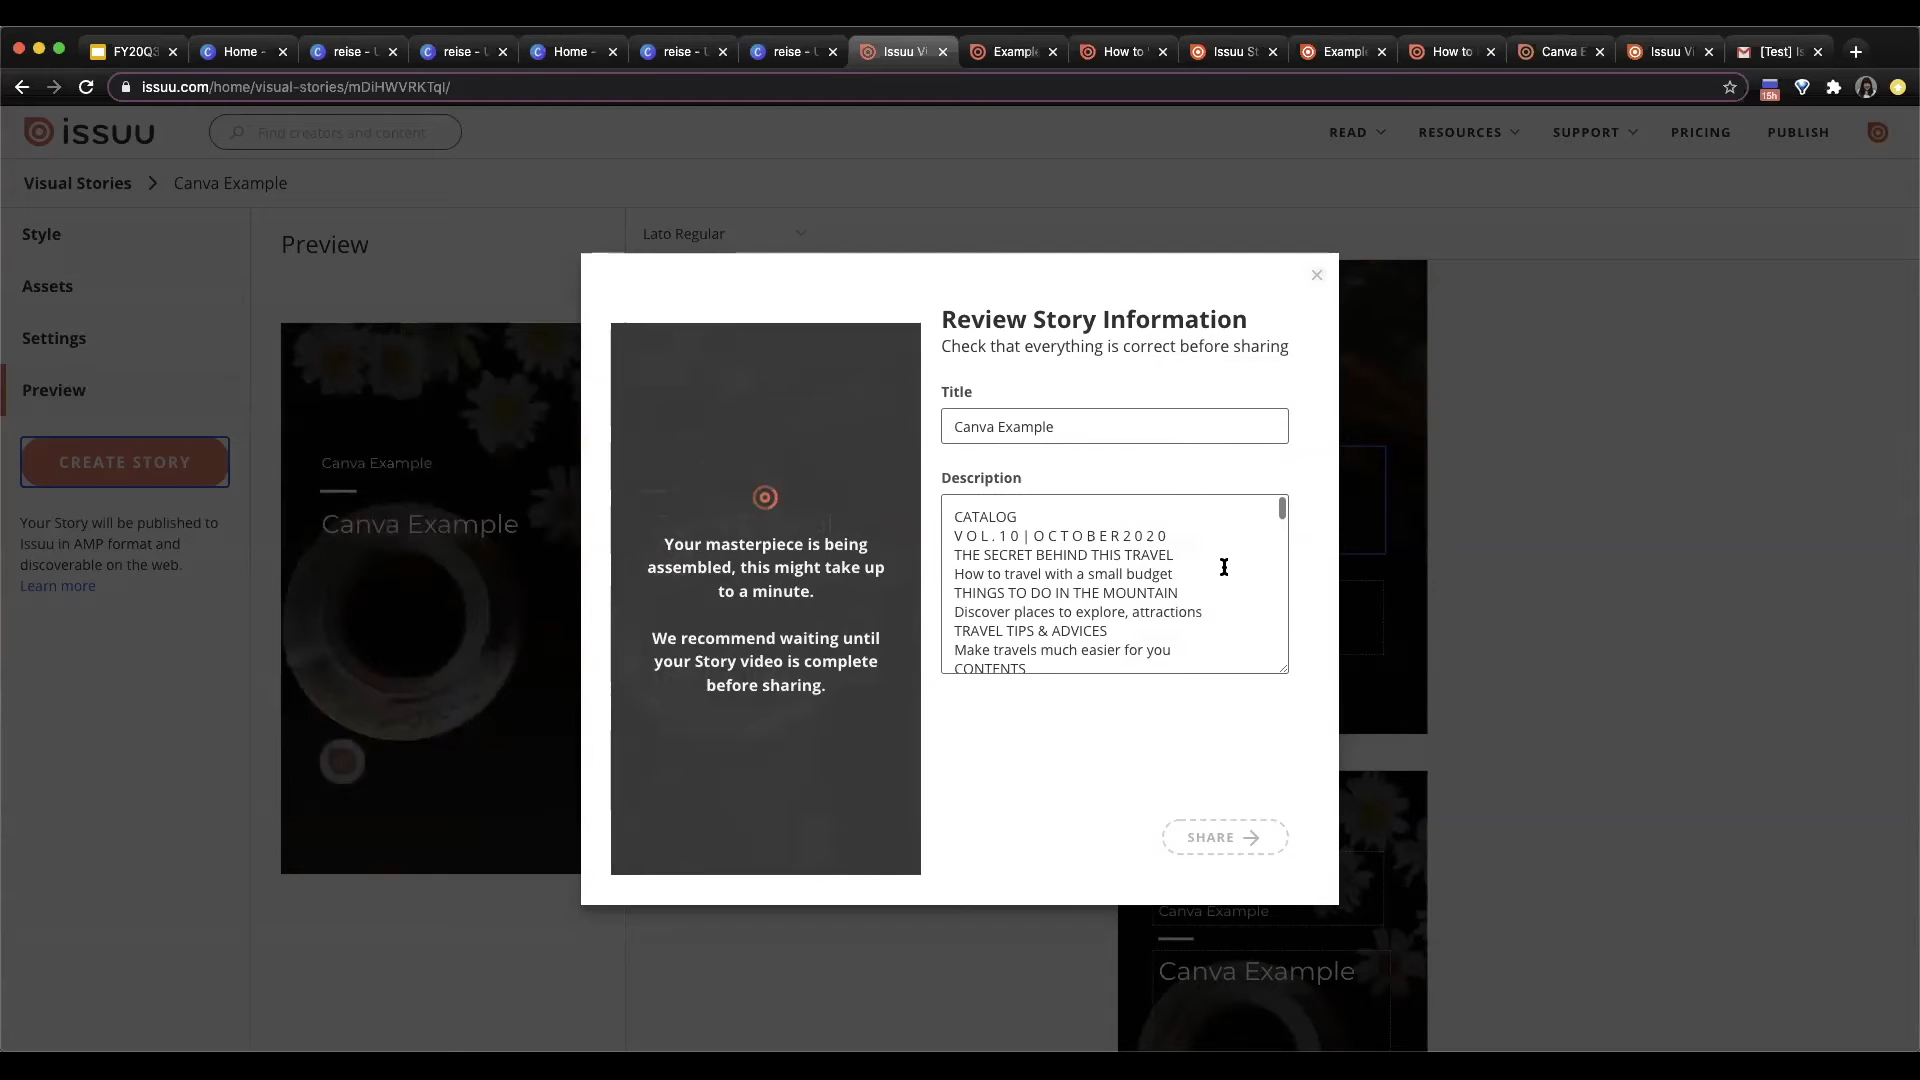 FY20Q3
Home -
reise - U
reise - U
Home -
reise - U
reise - U
Issuu Vi
Example
How to
Issuu St
Example
How to
Canva E
Issuu Vi
[Test] Is
issuu.com/home/visual-stories/mDiHWVRKTqI/
15h
issuu
Find creators and content
READ
RESOURCES
SUPPORT
PRICING
PUBLISH
Visual Stories
Canva Example
Style
Assets
Settings
Preview
CREATE STORY
Your Story will be published to
Issuu in AMP format and
discoverable on the web.
Learn more
Preview
Canva Example
Canva Example
Lato Regular
Your masterpiece is being
assembled, this might take up
to a minute.
We recommend waiting until
your Story video is complete
before sharing.
Review Story Information
Check that everything is correct before sharing
Title
Canva Example
Description
CATALOG
V O L . 1 0 | O C T O B E R 2 0 2 0
THE SECRET BEHIND THIS TRAVEL
How to travel with a small budget
THINGS TO DO IN THE MOUNTAIN
Discover places to explore, attractions
TRAVEL TIPS & ADVICES
Make travels much easier for you
CONTENTS
SHARE
Canva Example
Canva Example